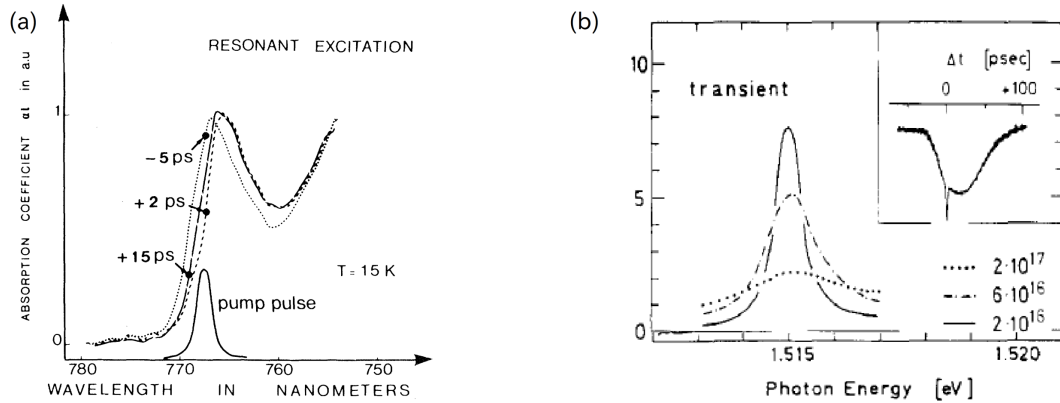 (a)
RESONANT EXCITATION
ABSORPTION COEFFICIENT αl in a.u
1
0
-5 ps
+2 ps
+15 ps
T = 15 K
pump pulse
780 770 760 750
WAVELENGTH IN NANOMETERS
(b)
transient
10
5
0
Δt [psec]
0 +100
2·10¹⁷
6·10¹⁶
2·10¹⁶
1.515 1.520
Photon Energy [eV]